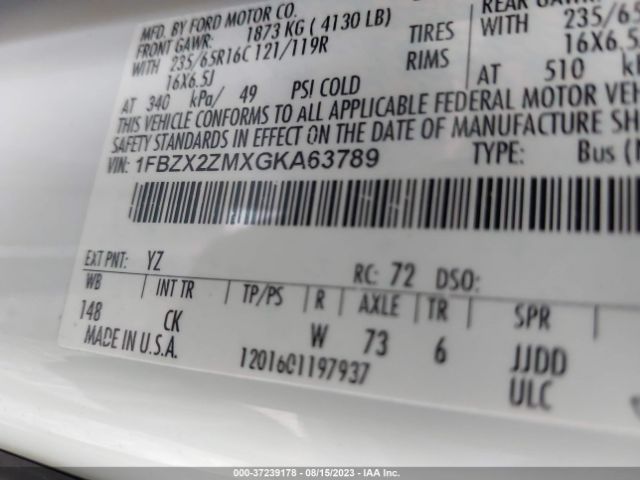 MFD. BY FORD MOTOR CO.
FRONT GAWR: 1873 KG ( 4130 LB)
WITH 235/65R16C 121/119R TIRES
16X6.5J RIMS
AT 340 kPa/ 49 PSI COLD
REAR GAWR:
WITH 235/65
16X6.5
AT 510
THIS VEHICLE CONFORMS TO ALL APPLICABLE FEDERAL MOTOR VEH
SAFETY STANDARDS IN EFFECT ON THE DATE OF MANUFACTURE SH
VIN: 1FBZX2ZMXGKA63789 TYPE: Bus
EXT PNT: YZ RC: 72 DSO:
WB INT TR TP/PS R AXLE TR SPR
148 CK W 73 6 JJDD
MADE IN U.S.A. 1201601197937 ULC
000-37239178 - 08/15/2023 - IAA Inc.